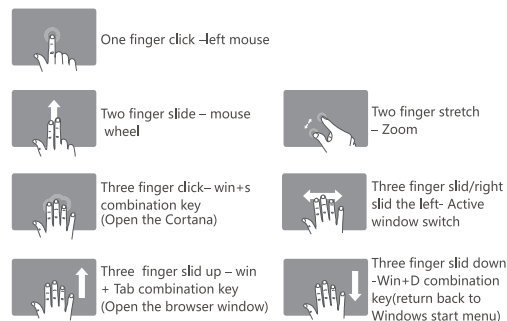 One finger click –left mouse
Two finger slide – mouse
wheel
Two finger stretch
– Zoom
Three finger click– win+s
combination key
(Open the Cortana)
Three finger slid/right
slid the left- Active
window switch
Three finger slid up – win
+ Tab combination key
(Open the browser window)
Three finger slid down
-Win+D combination
key(return back to
Windows start menu)